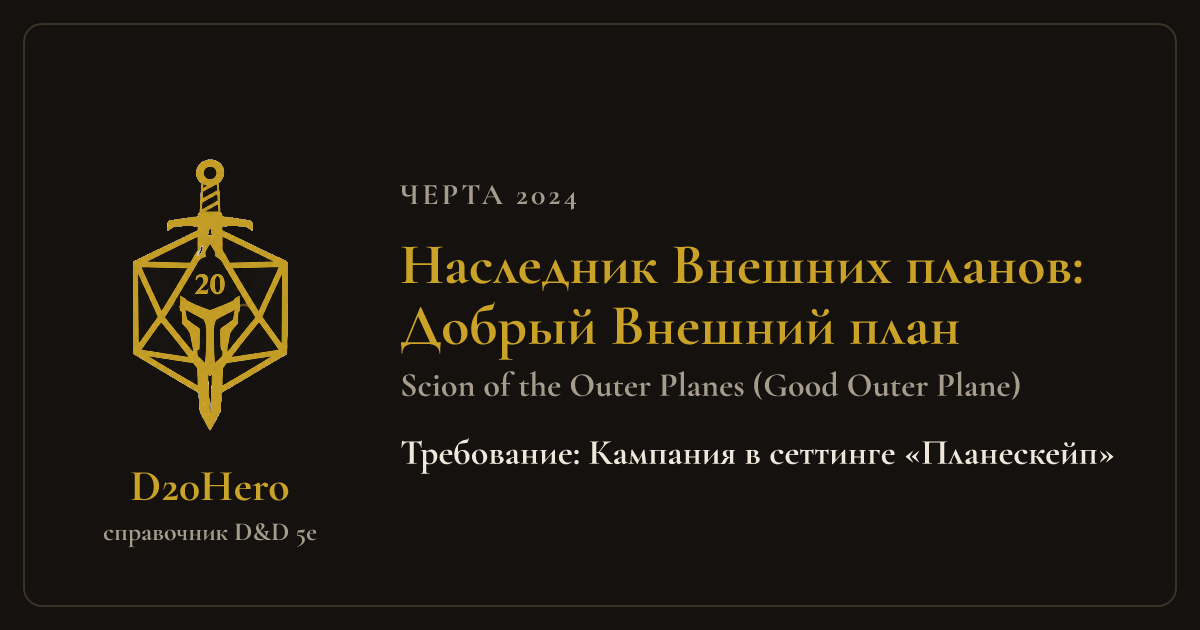 20
D20Hero
справочник D&D 5e
ЧЕРТА 2024
Наследник Внешних планов:
Добрый Внешний план
Scion of the Outer Planes (Good Outer Plane)
Требование: Кампания в сеттинге «Планескейп»